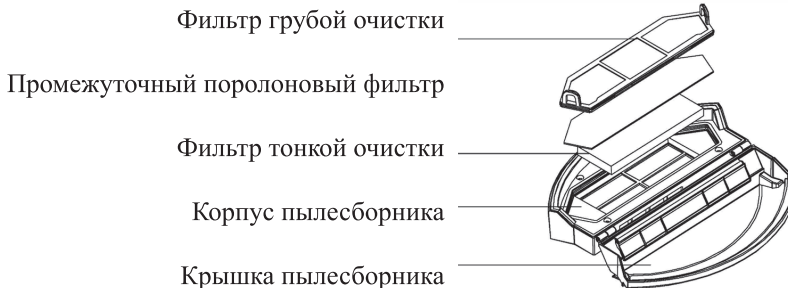 Фильтр грубой очистки
Промежуточный поролоновый фильтр
Фильтр тонкой очистки
Корпус пылесборника
Крышка пылесборника